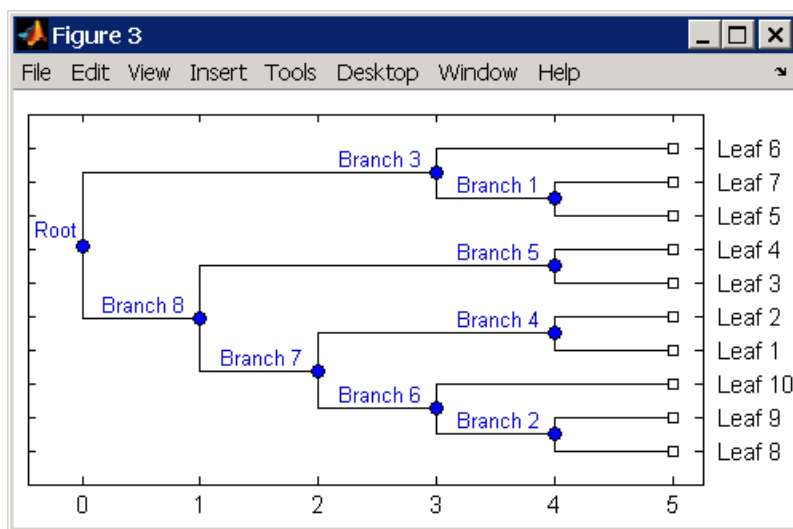 Figure 3
File Edit View Insert Tools Desktop Window Help
Branch 3
Leaf 6
Branch 1
Leaf 7
Leaf 5
Root
Branch 5
Leaf 4
Leaf 3
Branch 8
Branch 4
Leaf 2
Leaf 1
Branch 7
Branch 6
Leaf 10
Branch 2
Leaf 9
Leaf 8
0 1 2 3 4 5